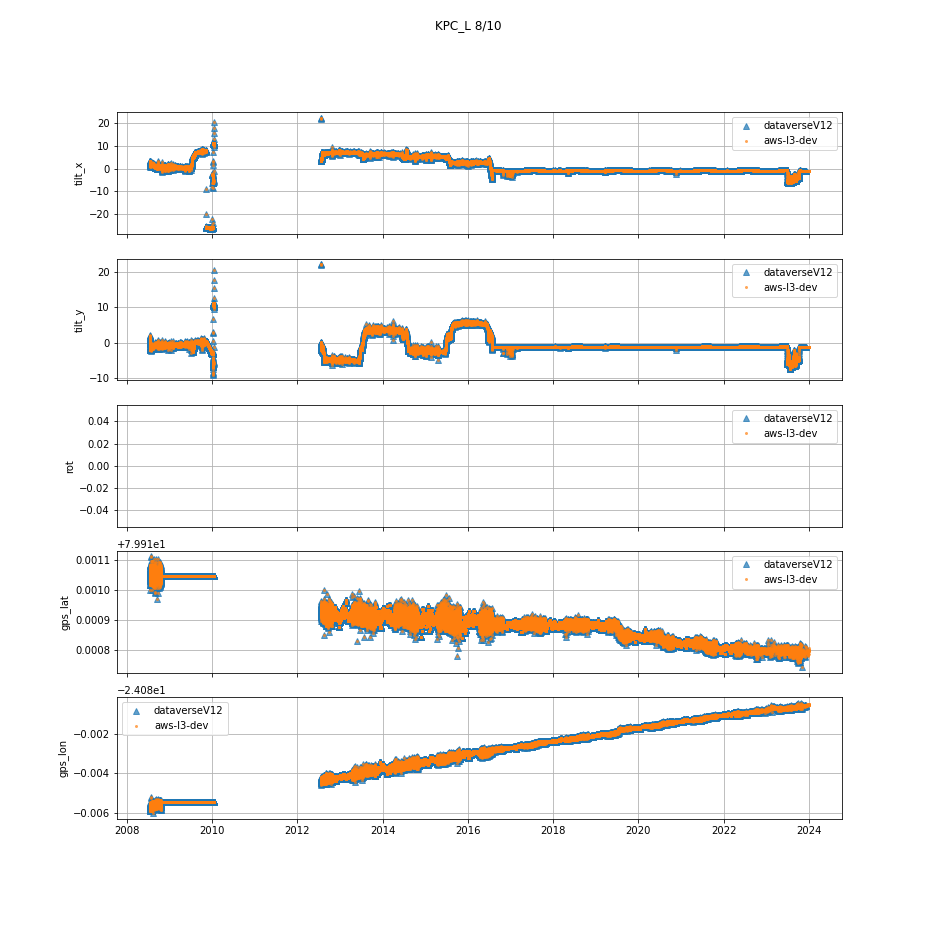 KPC_L 8/10
20
10
0
−10
−20
tilt_x
dataverseV12
aws-l3-dev
20
10
0
−10
tilt_y
dataverseV12
aws-l3-dev
0.04
0.02
0.00
−0.02
−0.04
rot
dataverseV12
aws-l3-dev
+7.991e1
0.0011
0.0010
0.0009
0.0008
gps_lat
dataverseV12
aws-l3-dev
−2.408e1
−0.002
−0.004
−0.006
gps_lon
dataverseV12
aws-l3-dev
2008 2010 2012 2014 2016 2018 2020 2022 2024